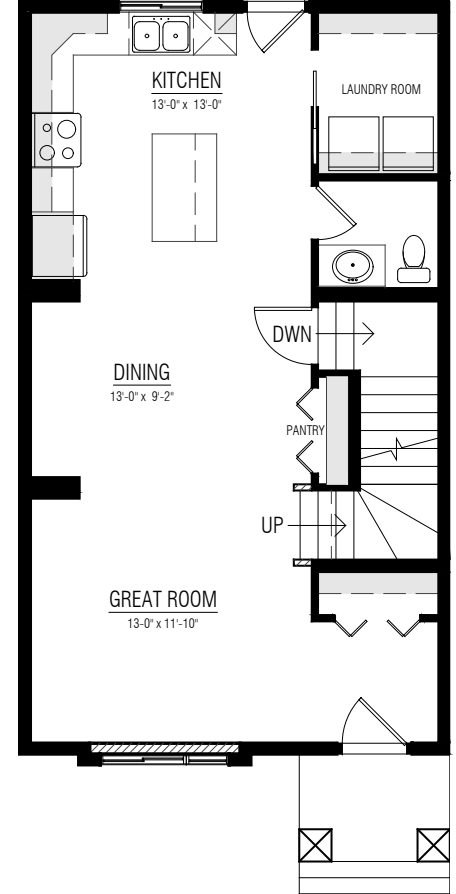 KITCHEN
13'-0" x 13'-0"
LAUNDRY ROOM
DWN
DINING
13'-0" x 9'-2"
PANTRY
UP
GREAT ROOM
13-0" x 11'-10"